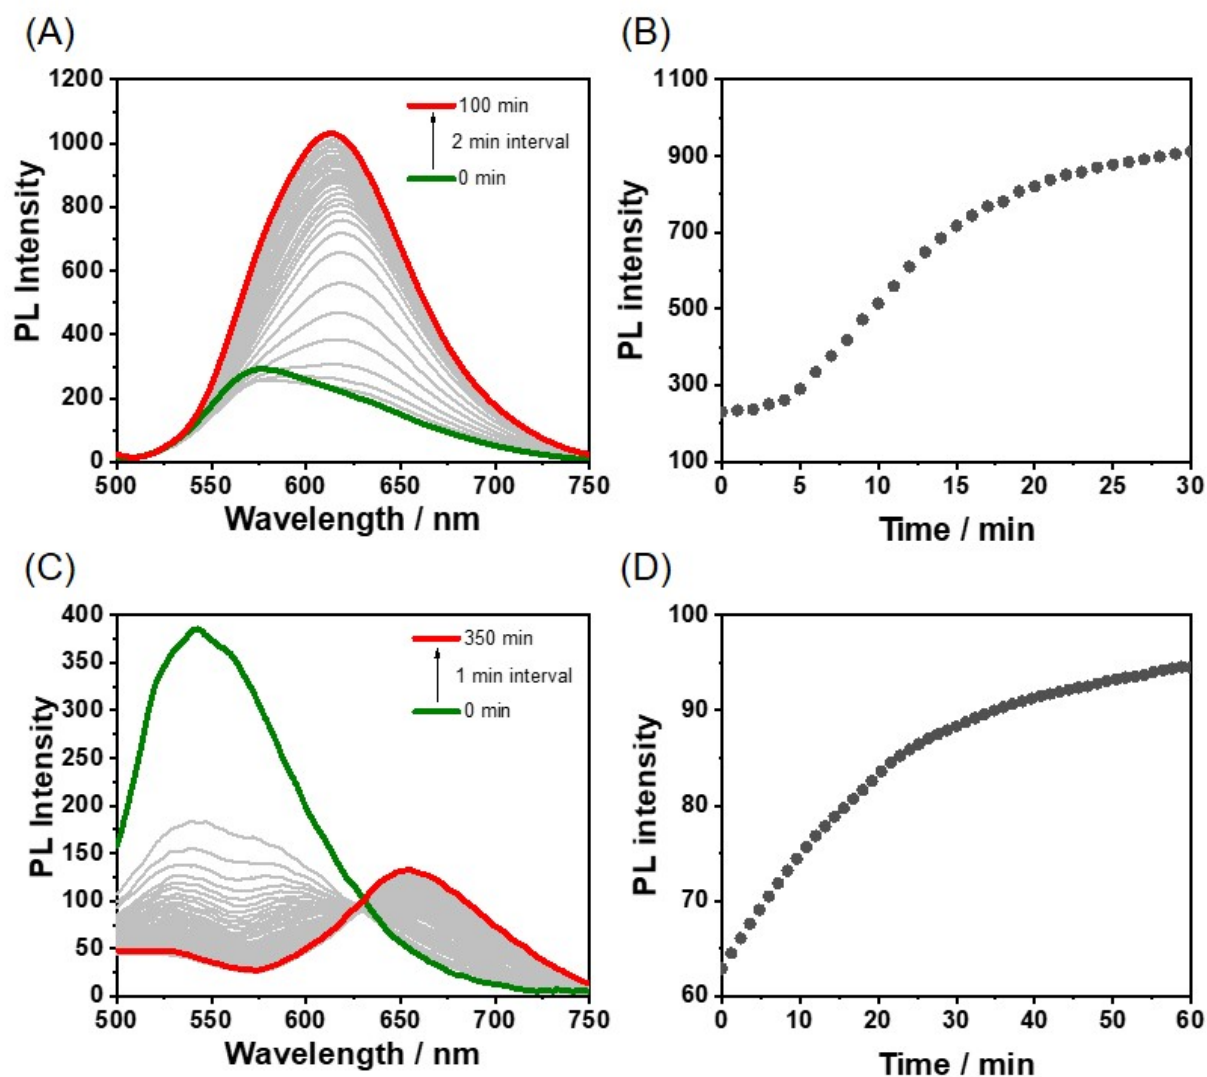 (A)
1200
1000
800
600
400
200
0
PL Intensity
100 min
2 min interval
0 min
500 550 600 650 700 750
Wavelength / nm
(B)
1100
900
700
500
300
100
PL intensity
0 5 10 15 20 25 30
Time / min
(C)
400
350
300
250
200
150
100
50
0
PL Intensity
350 min
1 min interval
0 min
500 550 600 650 700 750
Wavelength / nm
(D)
100
90
80
70
60
PL intensity
0 10 20 30 40 50 60
Time / min